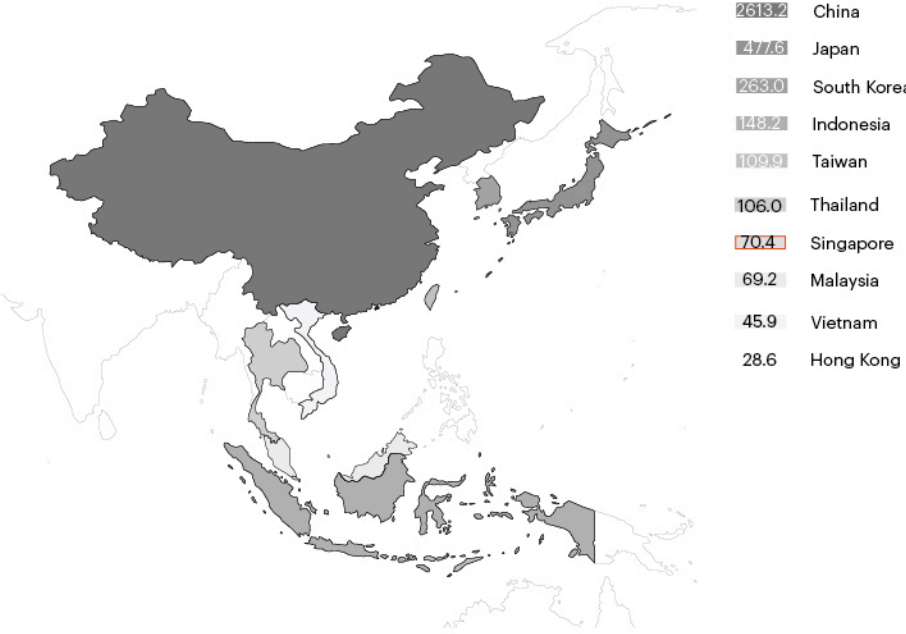 2613.2 China
477.6 Japan
263.0 South Korea
148.2 Indonesia
109.9 Taiwan
106.0 Thailand
70.4 Singapore
69.2 Malaysia
45.9 Vietnam
28.6 Hong Kong